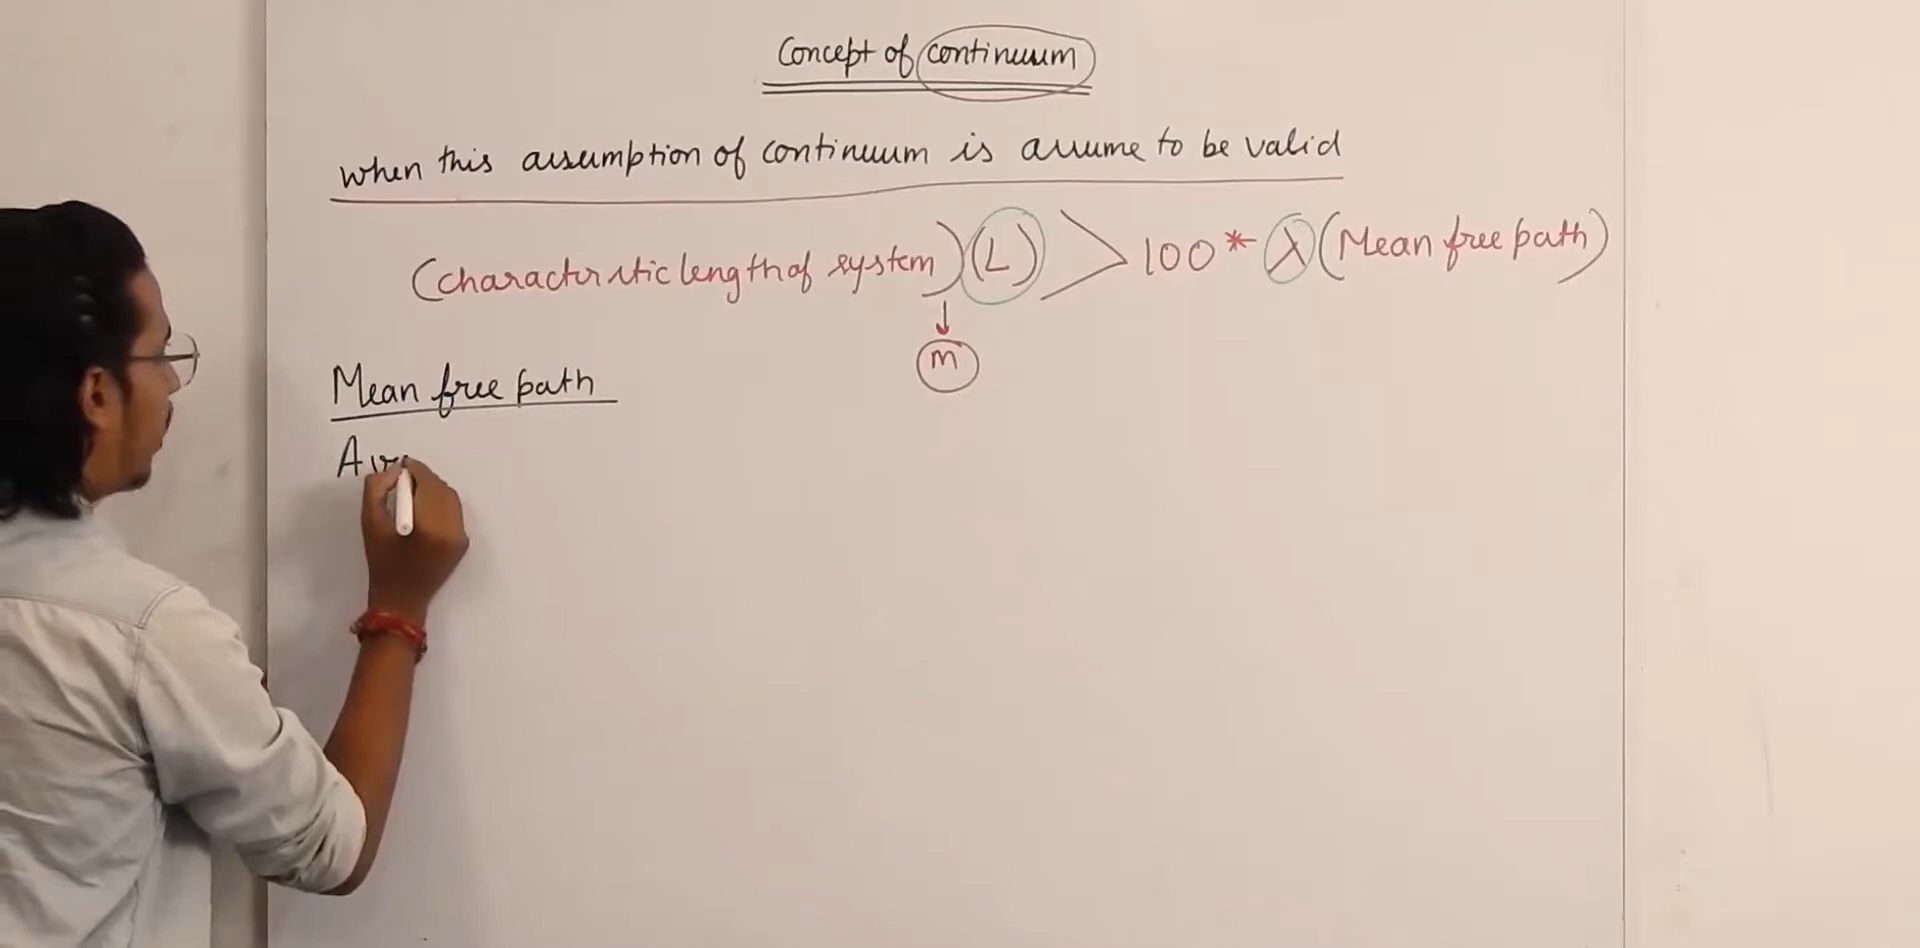 Concept of continuum
when this assumption of continuum is assume to be valid
(characteristic length of system) (L) > 100 * λ (Mean free path)
↓
m
Mean free path
Av